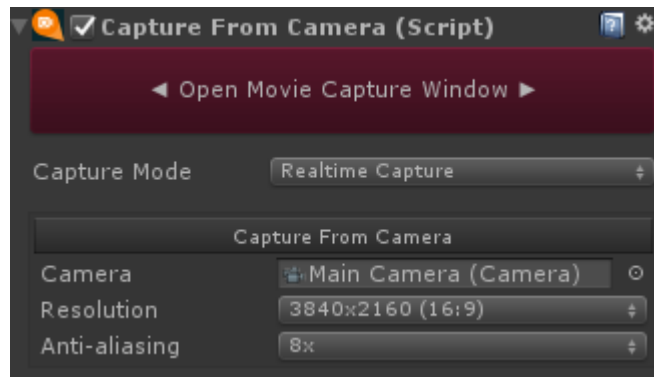 Capture From Camera (Script)
◄ Open Movie Capture Window ►
Capture Mode Realtime Capture
Capture From Camera
Camera Main Camera (Camera)
Resolution 3840x2160 (16:9)
Anti-aliasing 8x